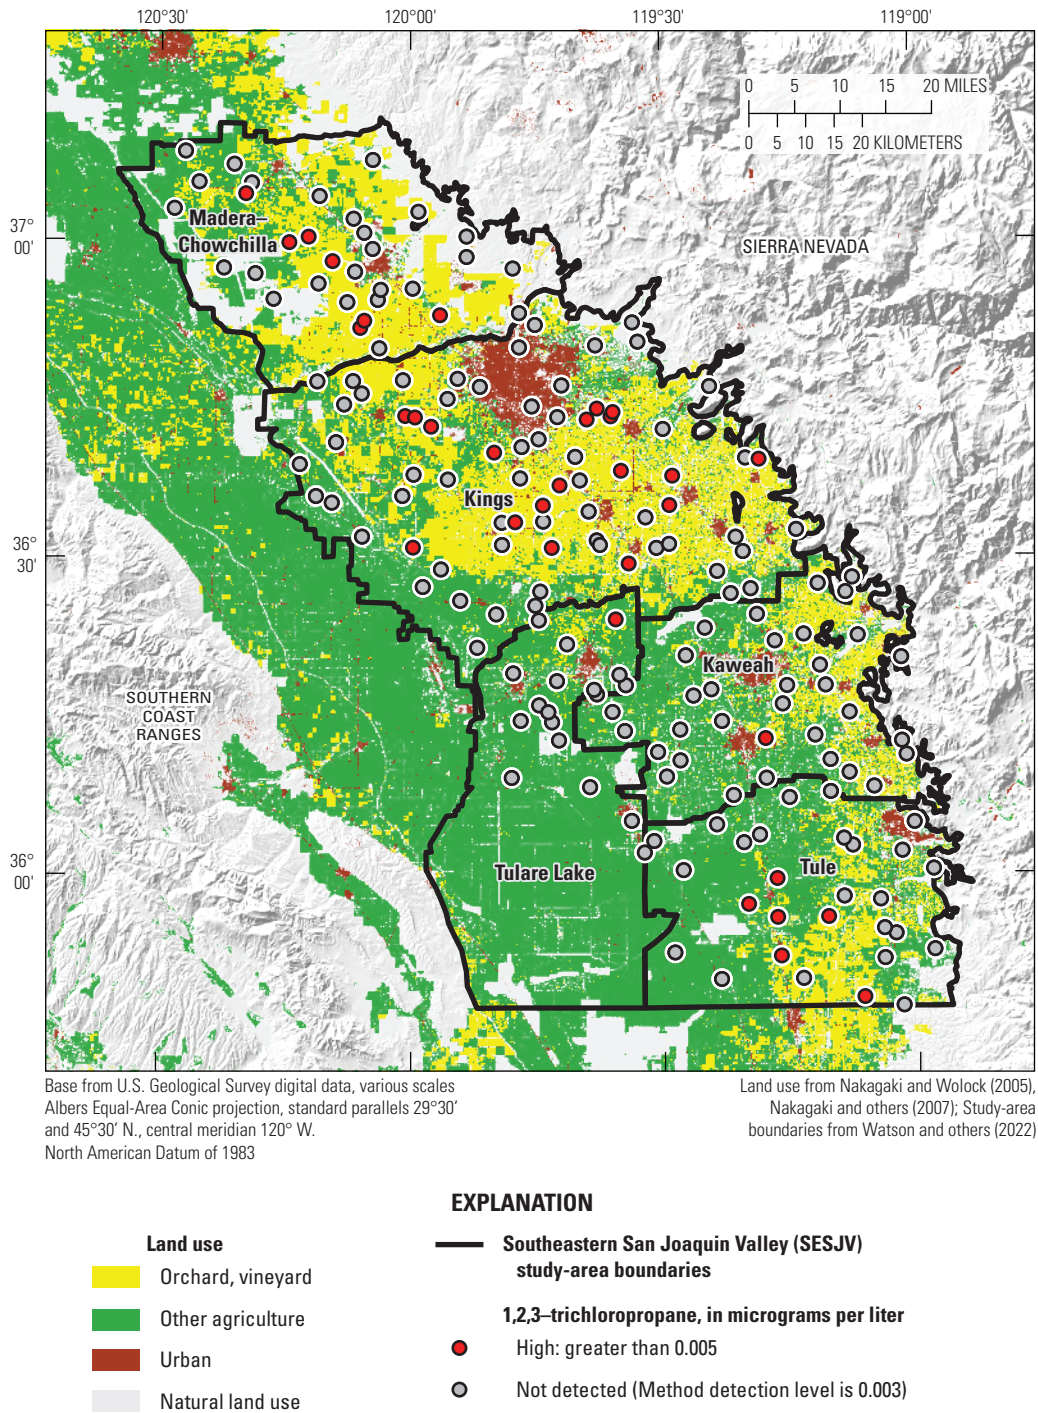 120°30' 120°00' 119°30' 119°00'
0 5 10 15 20 MILES
0 5 10 15 20 KILOMETERS
37°
00'
Madera–
Chowchilla
SIERRA NEVADA
Kings
36°
30'
Kaweah
SOUTHERN
COAST
RANGES
36°
00'
Tulare Lake
Tule
Base from U.S. Geological Survey digital data, various scales
Albers Equal-Area Conic projection, standard parallels 29°30'
and 45°30' N., central meridian 120° W.
North American Datum of 1983
Land use from Nakagaki and Wolock (2005),
Nakagaki and others (2007); Study-area
boundaries from Watson and others (2022)
EXPLANATION
Land use
Orchard, vineyard
Other agriculture
Urban
Natural land use
Southeastern San Joaquin Valley (SESJV)
study-area boundaries
1,2,3–trichloropropane, in micrograms per liter
High: greater than 0.005
Not detected (Method detection level is 0.003)